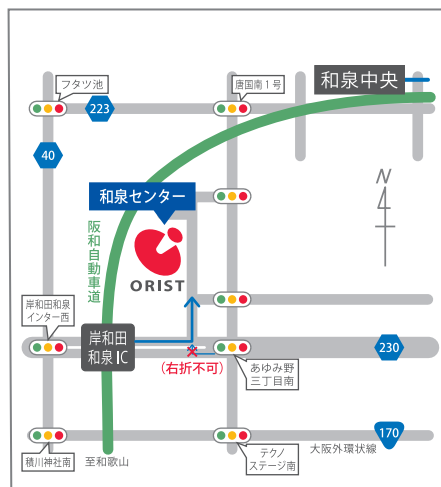 フタツ池
223
唐国南1号
和泉中央
40
N
和泉センター
阪和自動車道
ORIST
岸和田和泉
インター西
岸和田
和泉IC
(右折不可)
あゆみ野
三丁目南
230
積川神社南
至和歌山
テクノ
ステージ南
大阪外環状線
170